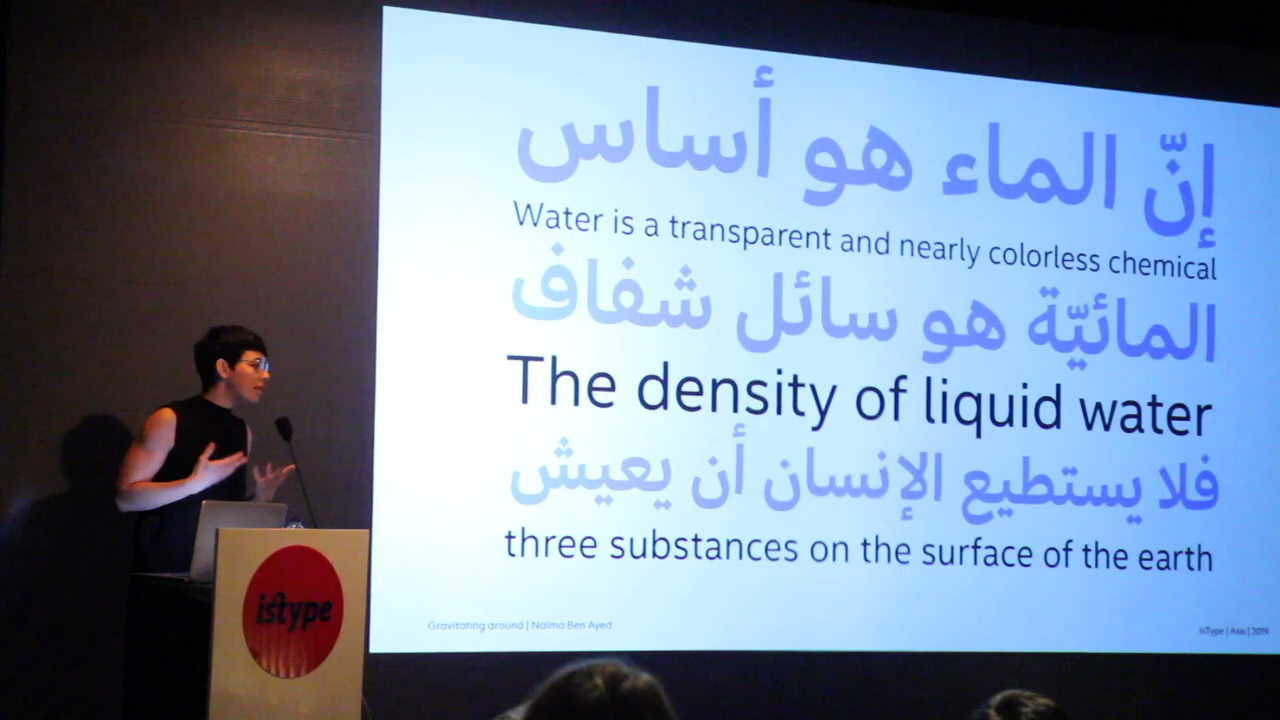 إنّ الماء هو أساس
Water is a transparent and nearly colorless chemical
المائيّة هو سائل شفاف
The density of liquid water
فلا يستطيع الإنسان أن يعيش
three substances on the surface of the earth
Gravitating around | Naïma Ben Ayed
IsType | Axis | 2019
istype